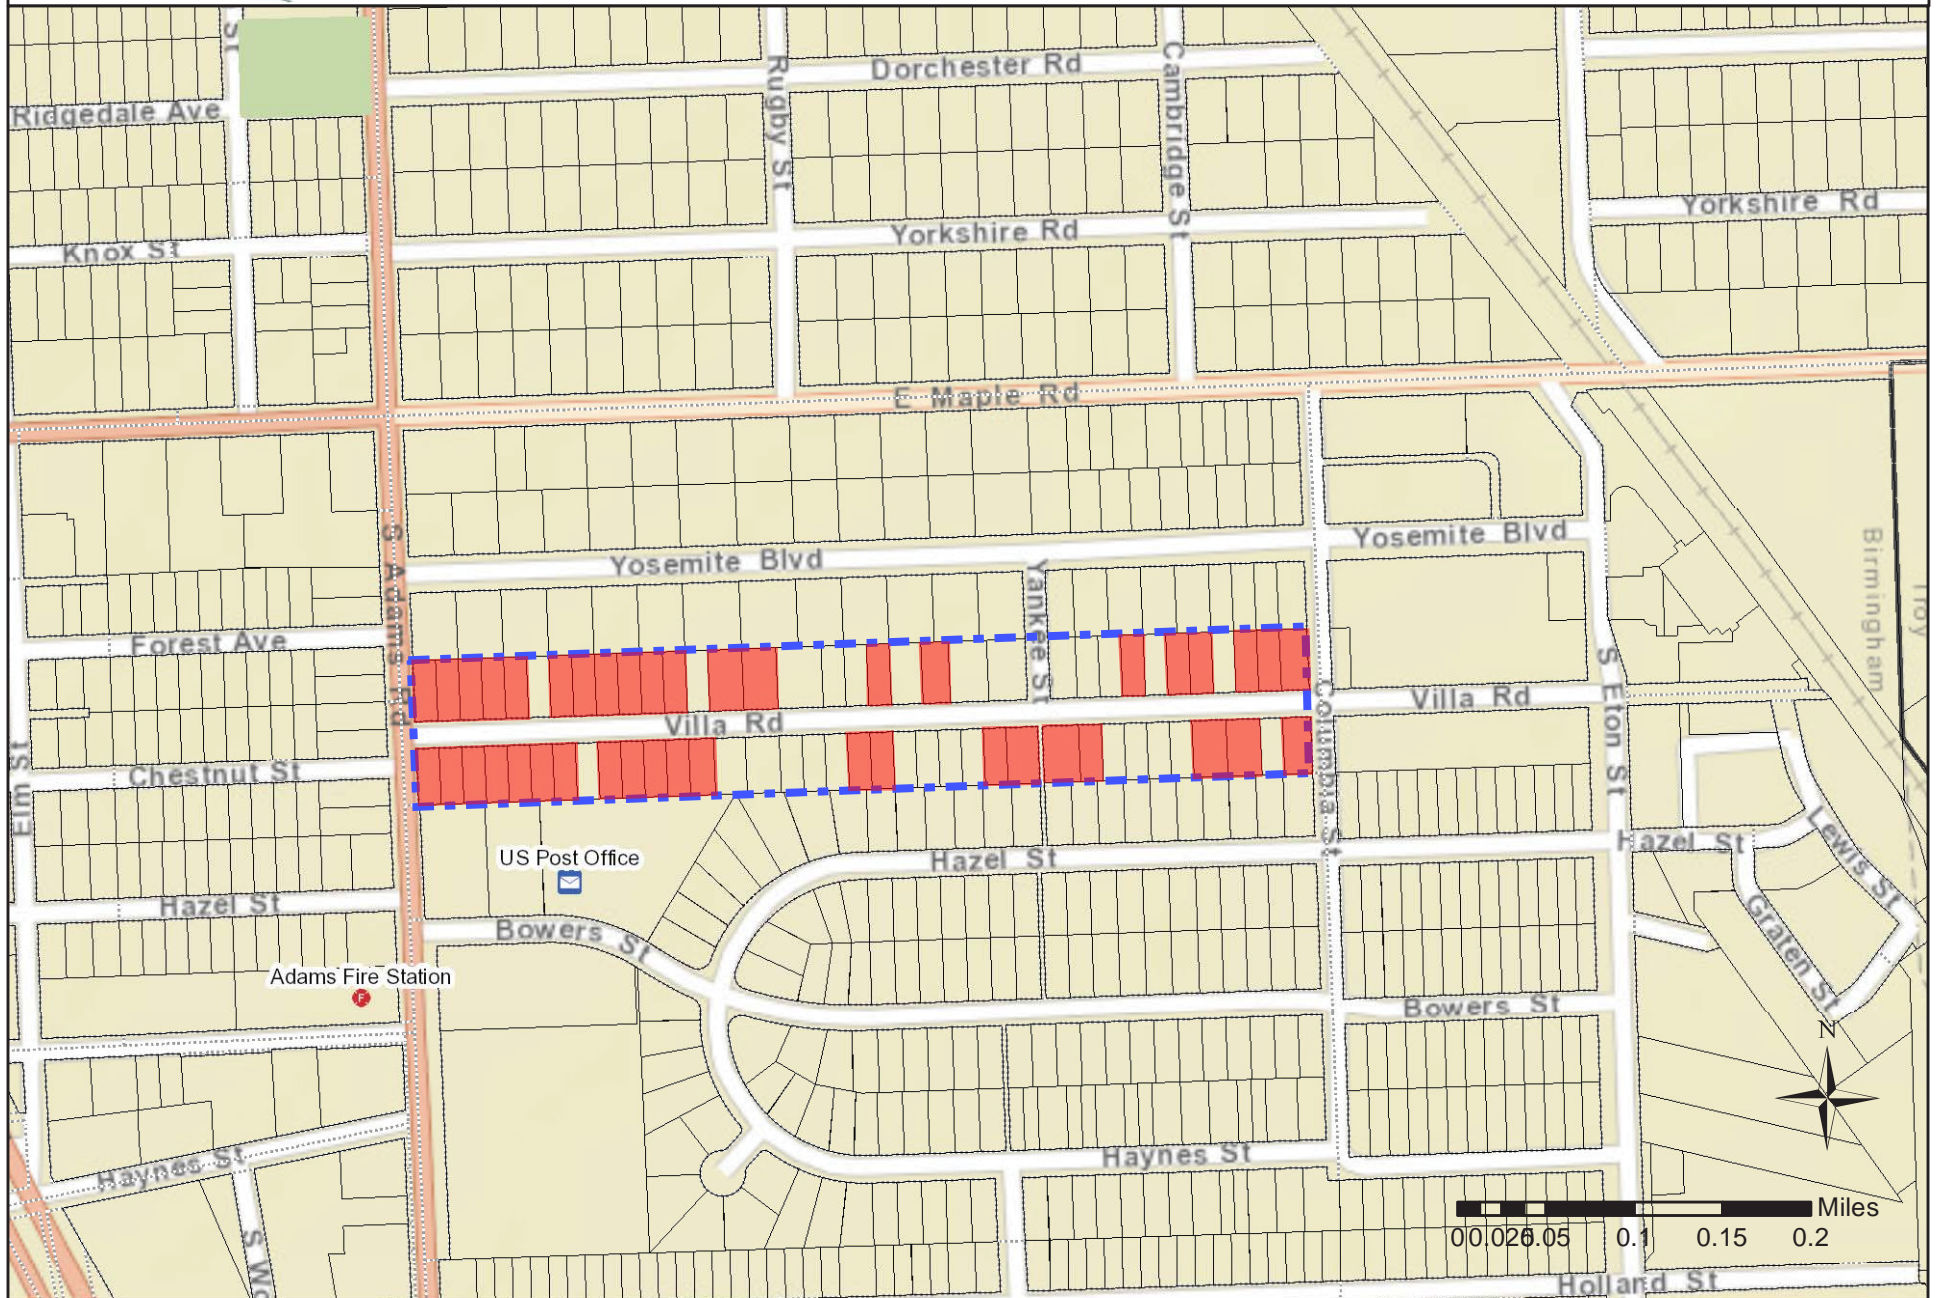 St
Dorchester Rd
Rugby St
Cambridge St
Ridgedale Ave
Yorkshire Rd
Yorkshire Rd
Knox St
E Maple Rd
S Adams Rd
Yosemite Blvd
Yosemite Blvd
Yankee St
Birmingham
Troy
Forest Ave
S Eton St
Villa Rd
Villa Rd
Columbia St
Elm St
Chestnut St
US Post Office
Hazel St
Hazel St
Lewis St
Hazel St
Graten St
Bowers St
Adams Fire Station
F
Bowers St
N
Haynes St
Haynes St
S Wo
Miles
0 0.025 0.05 0.1 0.15 0.2
Holland St